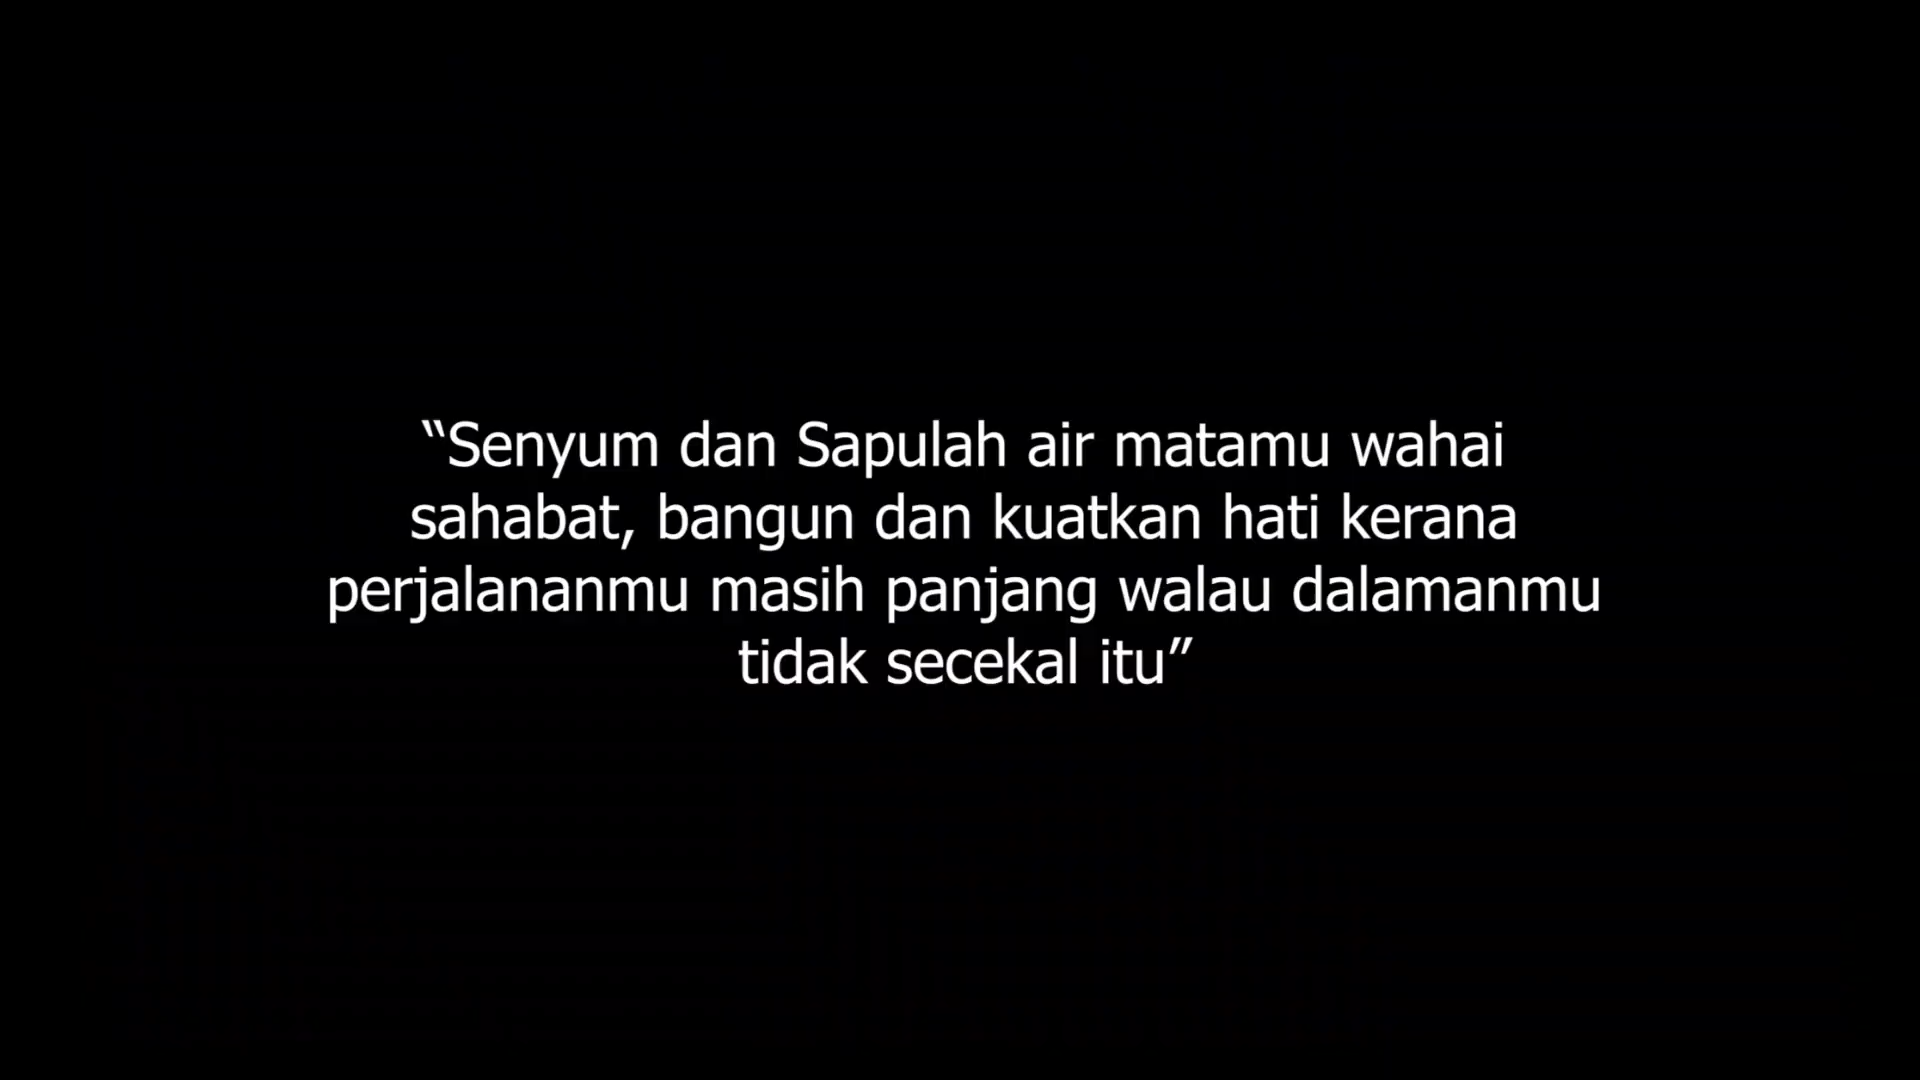 “Senyum dan Sapulah air matamu wahai
sahabat, bangun dan kuatkan hati kerana
perjalananmu masih panjang walau dalamanmu
tidak secekal itu”